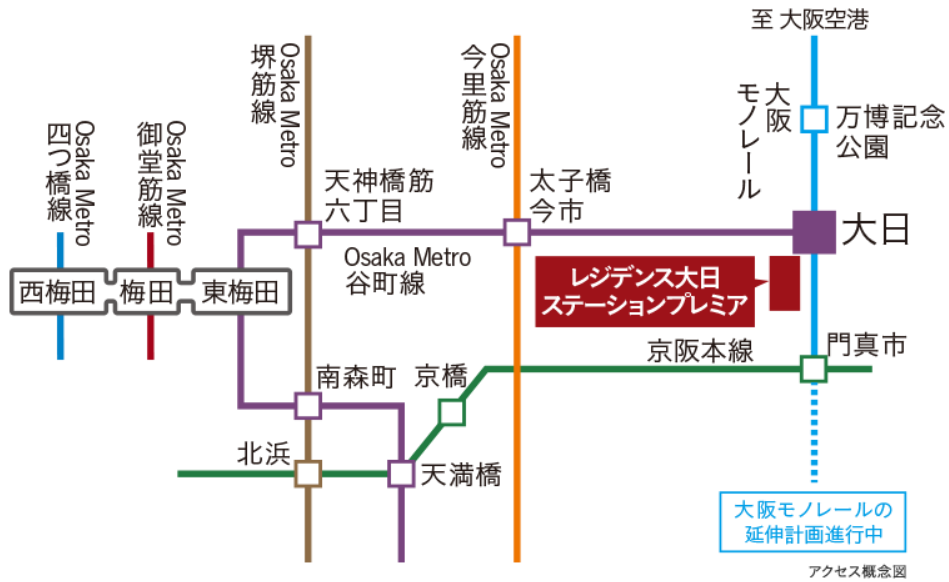 至 大阪空港
Osaka Metro
堺筋線
Osaka Metro
今里筋線
大阪
モノレール
万博記念
公園
Osaka Metro
四つ橋線
Osaka Metro
御堂筋線
天神橋筋
六丁目
太子橋
今市
大日
Osaka Metro
谷町線
西梅田
梅田
東梅田
レジデンス大日
ステーションプレミア
京阪本線
門真市
南森町
京橋
北浜
天満橋
大阪モノレールの
延伸計画進行中
アクセス概念図